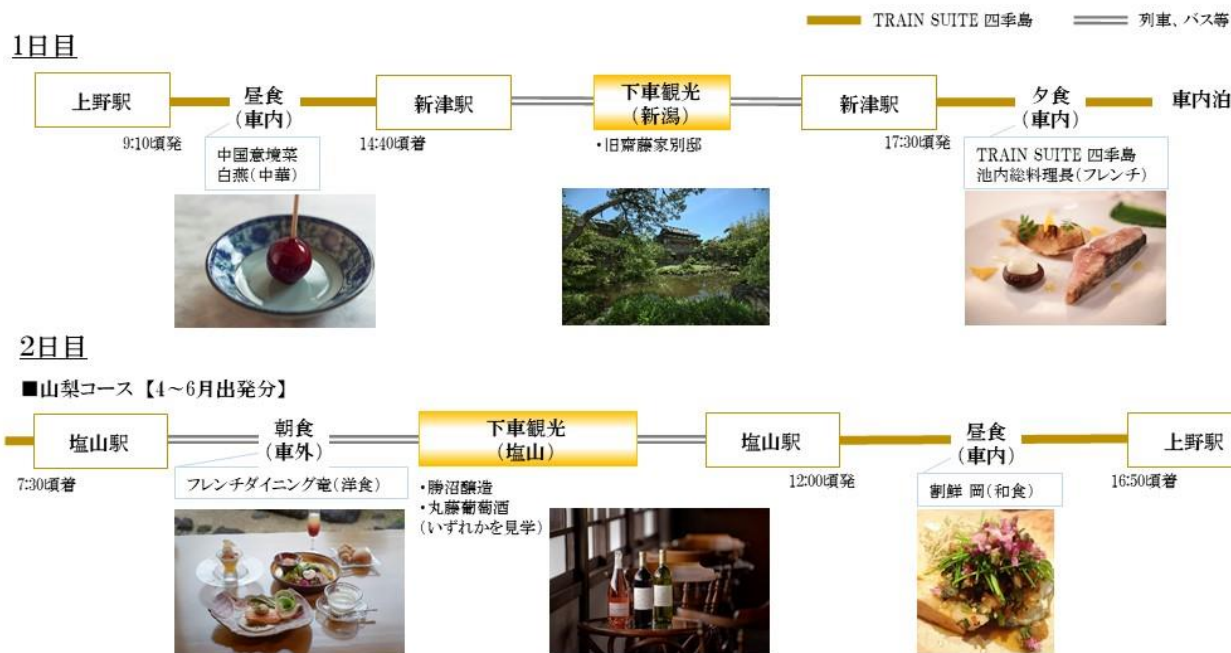 TRAIN SUITE 四季島
列車、バス等
1日目
上野駅
昼食
(車内)
新津駅
下車観光
(新潟)
新津駅
夕食
(車内)
車内泊
9:10頃発
14:40頃着
・旧齋藤家別邸
17:30頃発
中国意境菜
白燕(中華)
TRAIN SUITE 四季島
池内総料理長(フレンチ)
2日目
■山梨コース【4~6月出発分】
塩山駅
朝食
(車外)
下車観光
(塩山)
塩山駅
昼食
(車内)
上野駅
7:30頃着
フレンチダイニング竜(洋食)
・勝沼醸造
・丸藤葡萄酒
(いずれかを見学)
12:00頃発
割鮮 岡(和食)
16:50頃着